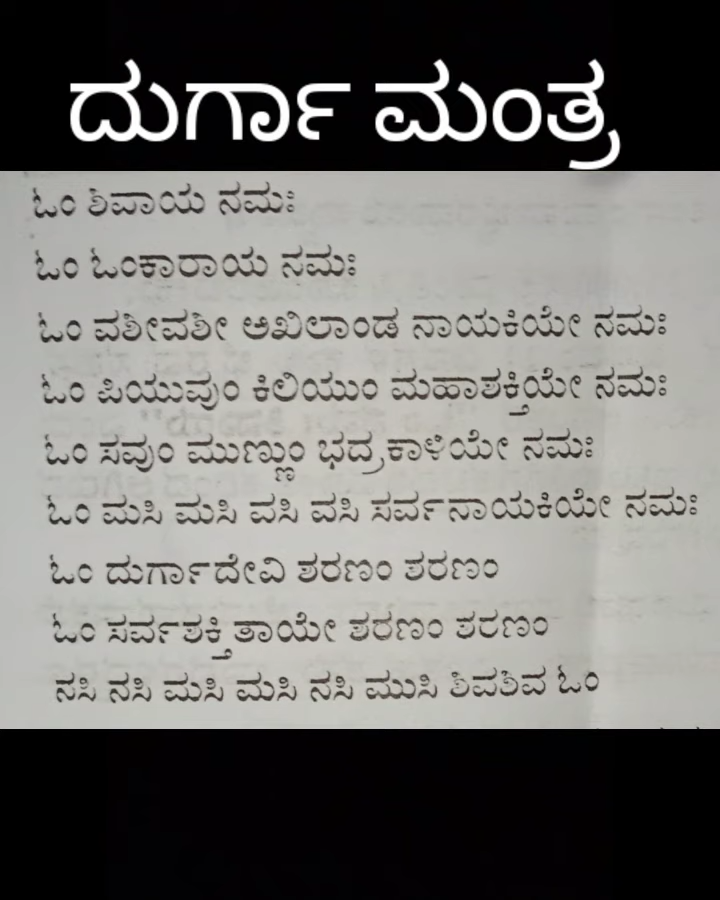 ದುರ್ಗಾ ಮಂತ್ರ
ಓಂ ಶಿವಾಯ ನಮಃ
ಓಂ ಓಂಕಾರಾಯ ನಮಃ
ಓಂ ವಶೀವಶೀ ಅಖಿಲಾಂಡ ನಾಯಕಿಯೇ ನಮಃ
ಓಂ ಪಿಯುವುಂ ಕಿಲಿಯುಂ ಮಹಾಶಕ್ತಿಯೇ ನಮಃ
ಓಂ ಸವುಂ ಮುಣ್ಣುಂ ಭದ್ರಕಾಳಿಯೇ ನಮಃ
ಓಂ ಮಸಿ ಮಸಿ ವಸಿ ವಸಿ ಸರ್ವನಾಯಕಿಯೇ ನಮಃ
ಓಂ ದುರ್ಗಾದೇವಿ ಶರಣಂ ಶರಣಂ
ಓಂ ಸರ್ವಶಕ್ತಿತಾಯೇ ಶರಣಂ ಶರಣಂ
ನಸಿ ನಸಿ ಮಸಿ ಮಸಿ ನಸಿ ಮುಸಿ ಶಿವಶಿವ ಓಂ